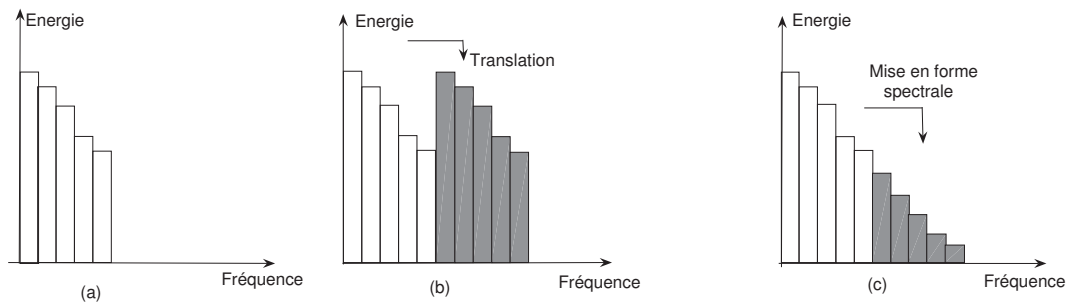 Energie
Fréquence
(a)
Energie
Translation
Fréquence
(b)
Energie
Mise en forme
spectrale
Fréquence
(c)